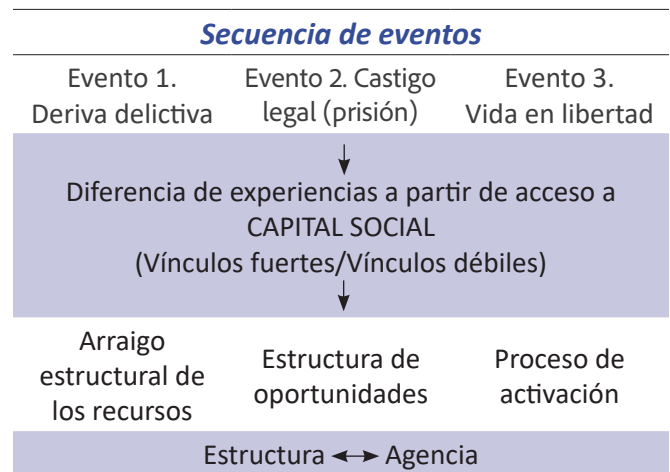 Secuencia de eventos
Evento 1.
Deriva delictiva
Evento 2. Castigo
legal (prisión)
Evento 3.
Vida en libertad
Diferencia de experiencias a partir de acceso a
CAPITAL SOCIAL
(Vínculos fuertes/Vínculos débiles)
Arraigo
estructural de
los recursos
Estructura de
oportunidades
Proceso de
activación
Estructura ↔ Agencia